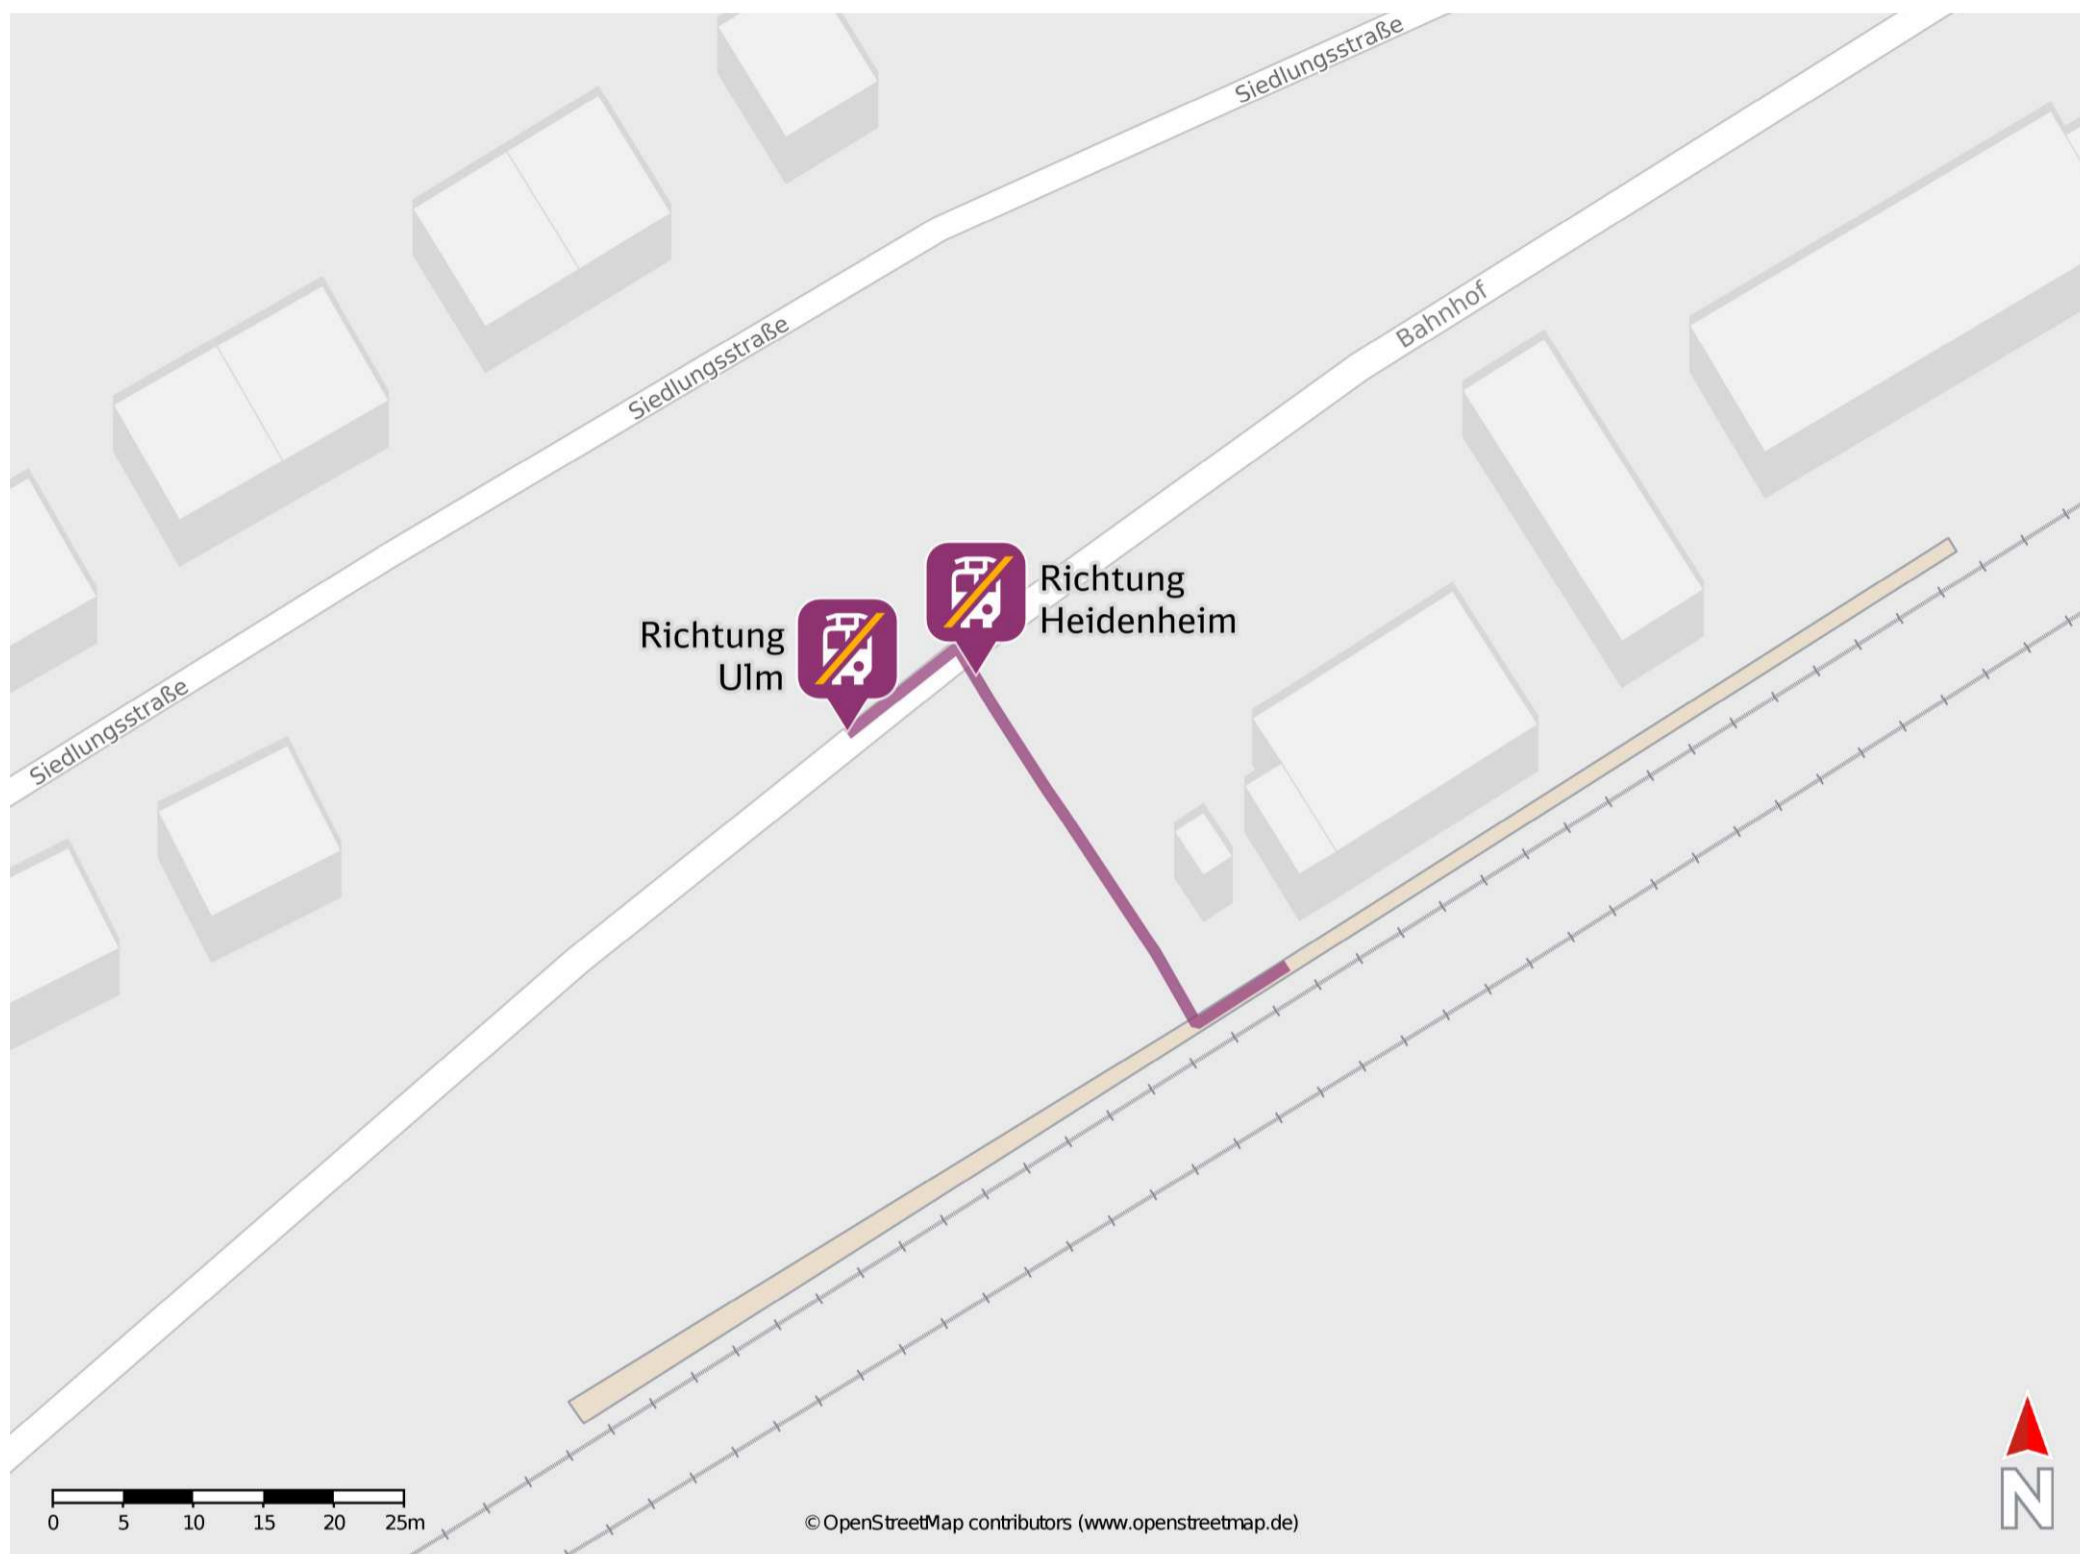 Siedlungsstraße
Bahnhof
Siedlungsstraße
Richtung
Heidenheim
Richtung
Ulm
Siedlungsstraße
0 5 10 15 20 25m
© OpenStreetMap contributors (www.openstreetmap.de)
N